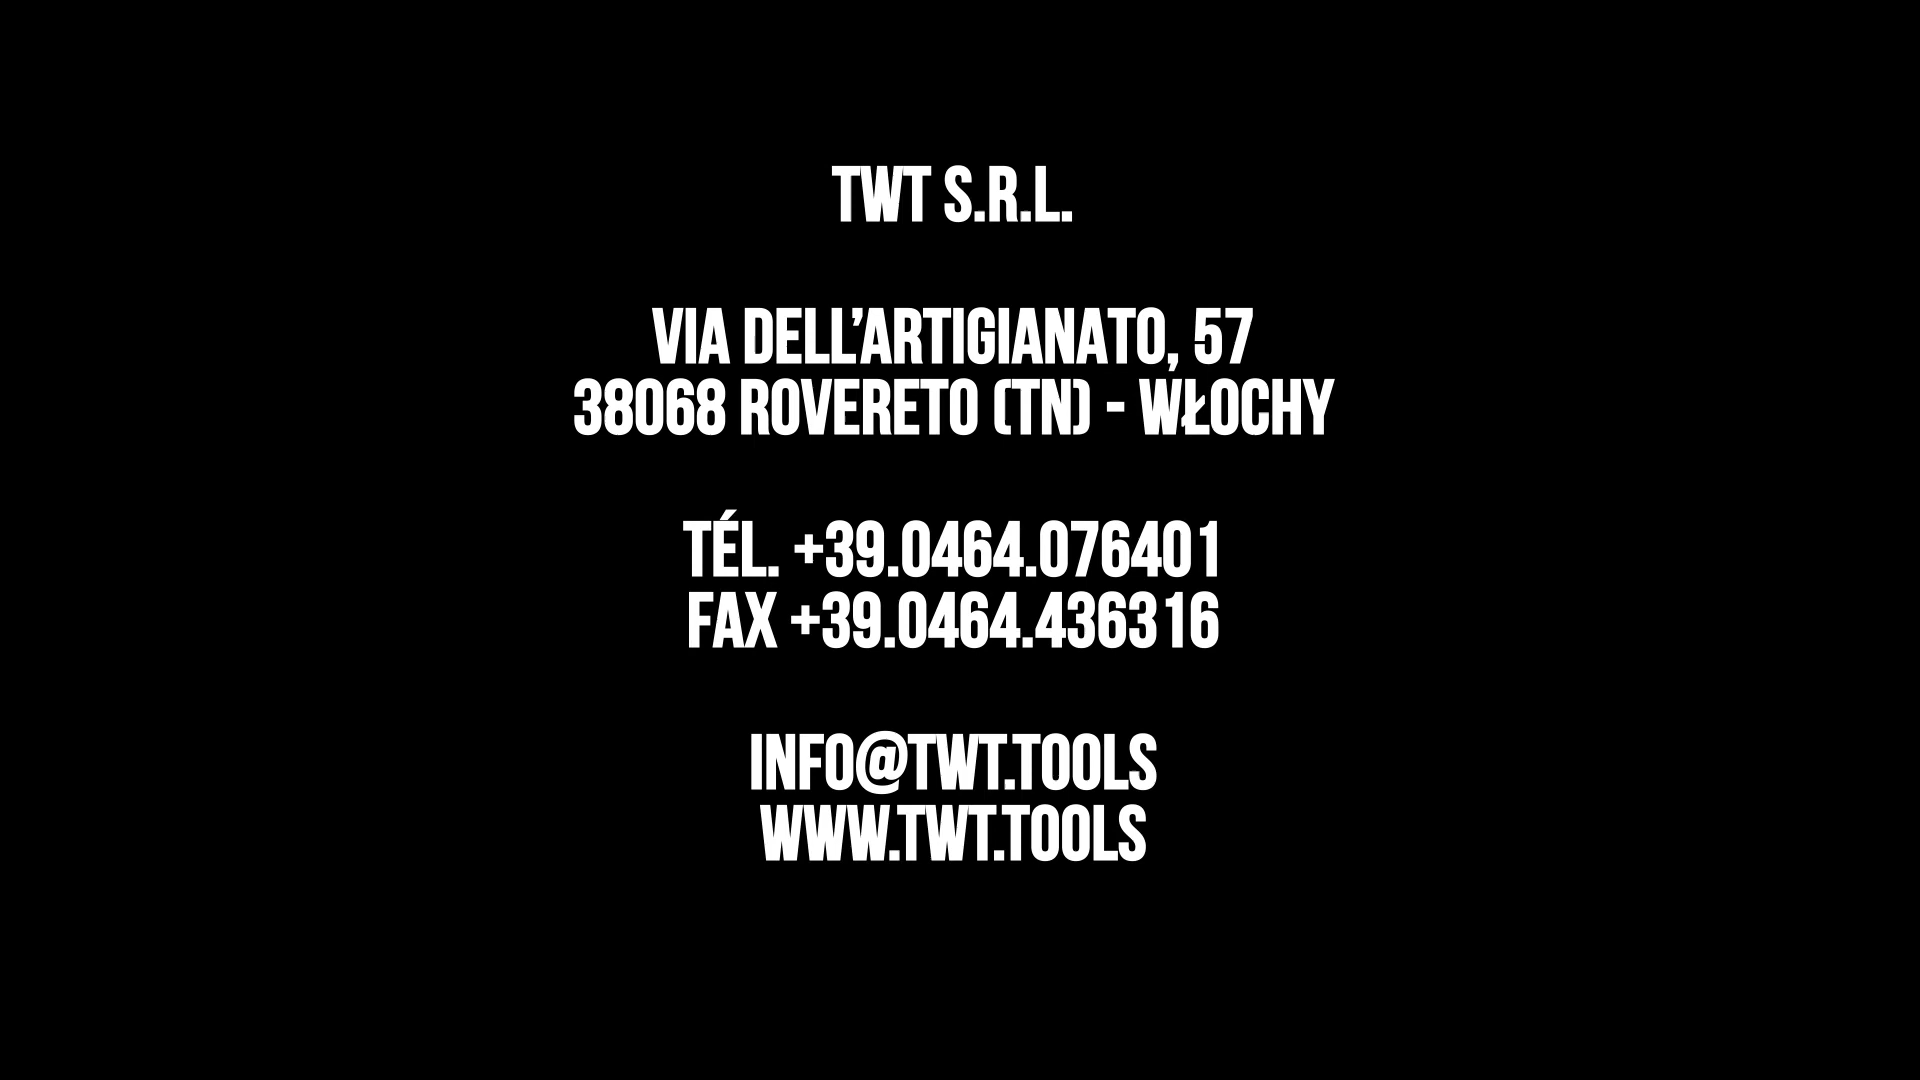 TWT S.R.L.
VIA DELL’ARTIGIANATO, 57
38068 ROVERETO (TN) - WŁOCHY
TÉL. +39.0464.076401
FAX +39.0464.436316
INFO@TWT.TOOLS
WWW.TWT.TOOLS